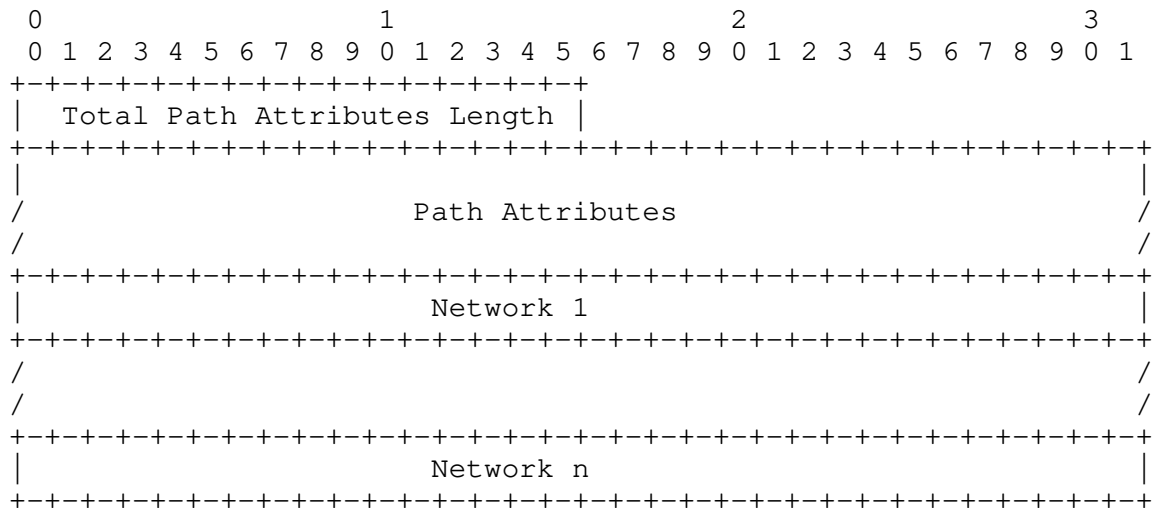 0                   1                   2                   3
0 1 2 3 4 5 6 7 8 9 0 1 2 3 4 5 6 7 8 9 0 1 2 3 4 5 6 7 8 9 0 1
+-+-+-+-+-+-+-+-+-+-+-+-+-+-+-+-+
|  Total Path Attributes Length |
+-+-+-+-+-+-+-+-+-+-+-+-+-+-+-+-+-+-+-+-+-+-+-+-+-+-+-+-+-+-+-+-+
|                                                               |
/                      Path Attributes                          /
/                                                               /
+-+-+-+-+-+-+-+-+-+-+-+-+-+-+-+-+-+-+-+-+-+-+-+-+-+-+-+-+-+-+-+-+
|                       Network 1                               |
+-+-+-+-+-+-+-+-+-+-+-+-+-+-+-+-+-+-+-+-+-+-+-+-+-+-+-+-+-+-+-+-+
/                                                               /
/                                                               /
+-+-+-+-+-+-+-+-+-+-+-+-+-+-+-+-+-+-+-+-+-+-+-+-+-+-+-+-+-+-+-+-+
|                       Network n                               |
+-+-+-+-+-+-+-+-+-+-+-+-+-+-+-+-+-+-+-+-+-+-+-+-+-+-+-+-+-+-+-+-+